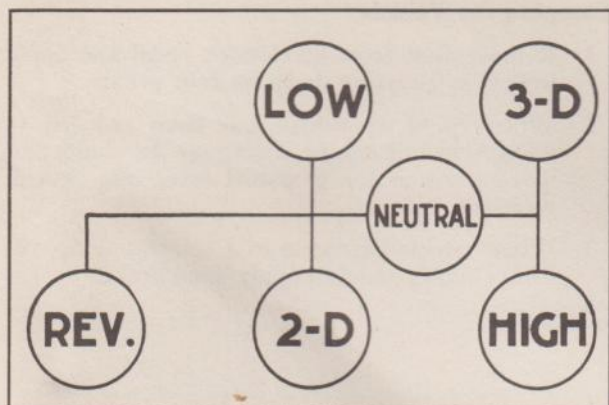 LOW
3-D
NEUTRAL
REV.
2-D
HIGH